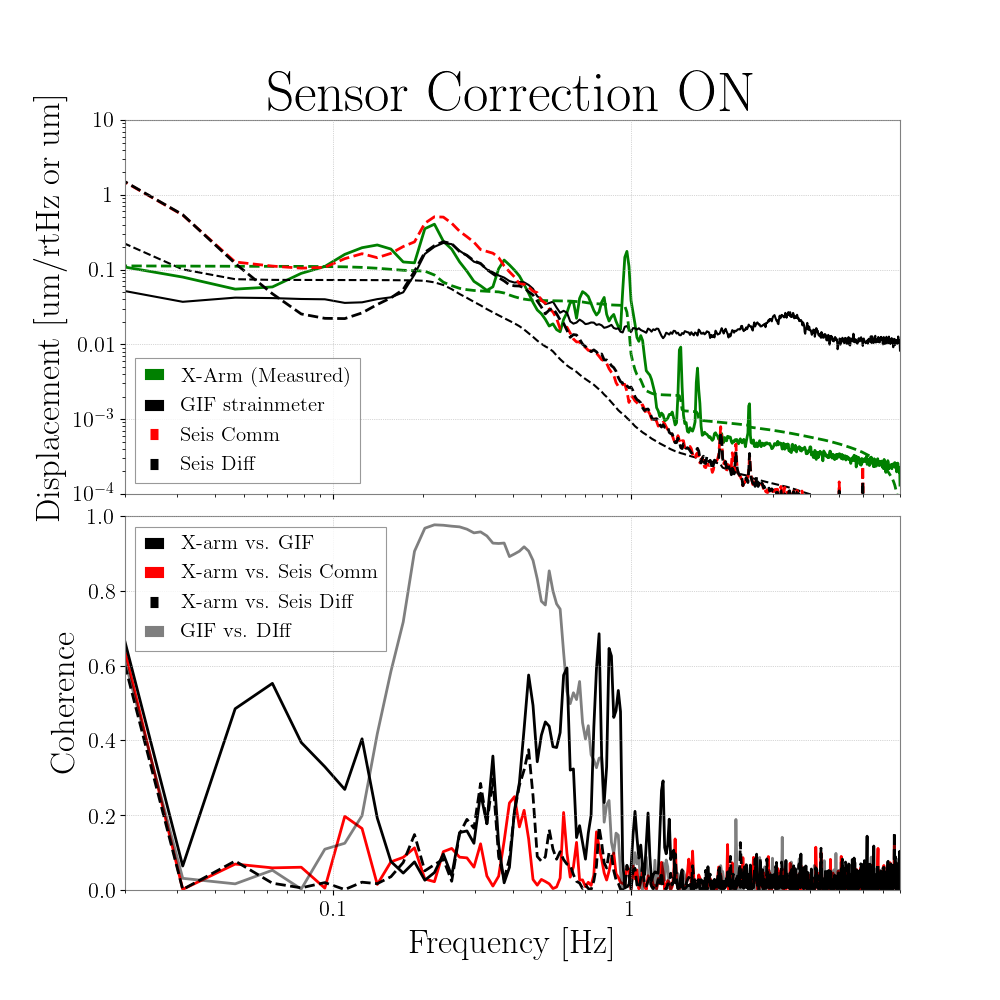 Sensor Correction ON
Displacement [um/rtHz or um]
10
1
0.1
0.01
10⁻³
10⁻⁴
X-Arm (Measured)
GIF strainmeter
Seis Comm
Seis Diff
Coherence
1.0
0.8
0.6
0.4
0.2
0.0
X-arm vs. GIF
X-arm vs. Seis Comm
X-arm vs. Seis Diff
GIF vs. DIff
0.1
1
Frequency [Hz]